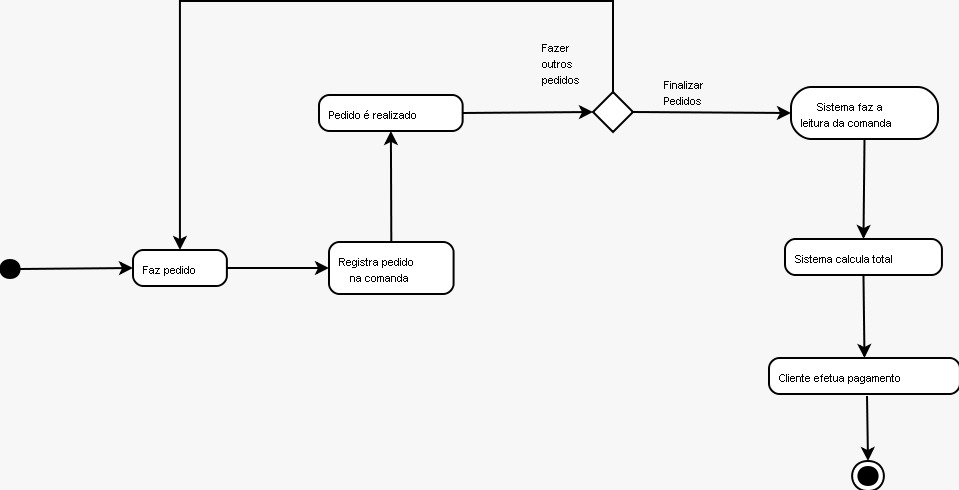 Faz pedido
Registra pedido
na comanda
Pedido é realizado
Fazer
outros
pedidos
Finalizar
Pedidos
Sistema faz a
leitura da comanda
Sistema calcula total
Cliente efetua pagamento